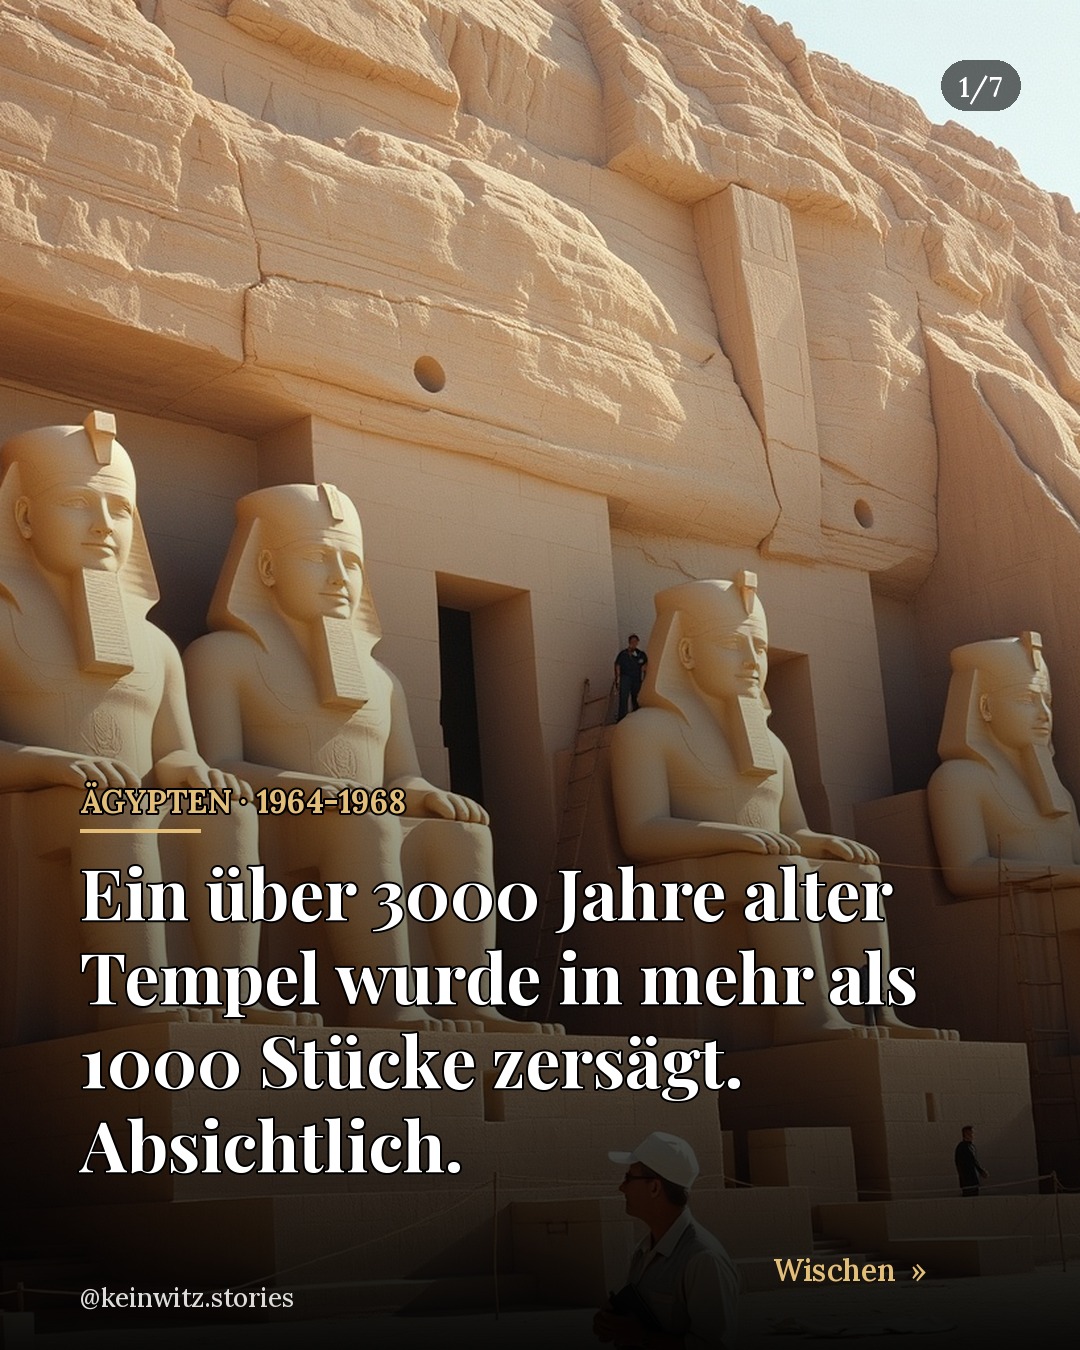 1/7
ÄGYPTEN · 1964–1968
Ein über 3000 Jahre alter
Tempel wurde in mehr als
1000 Stücke zersägt.
Absichtlich.
Wischen »
@keinwitz.stories